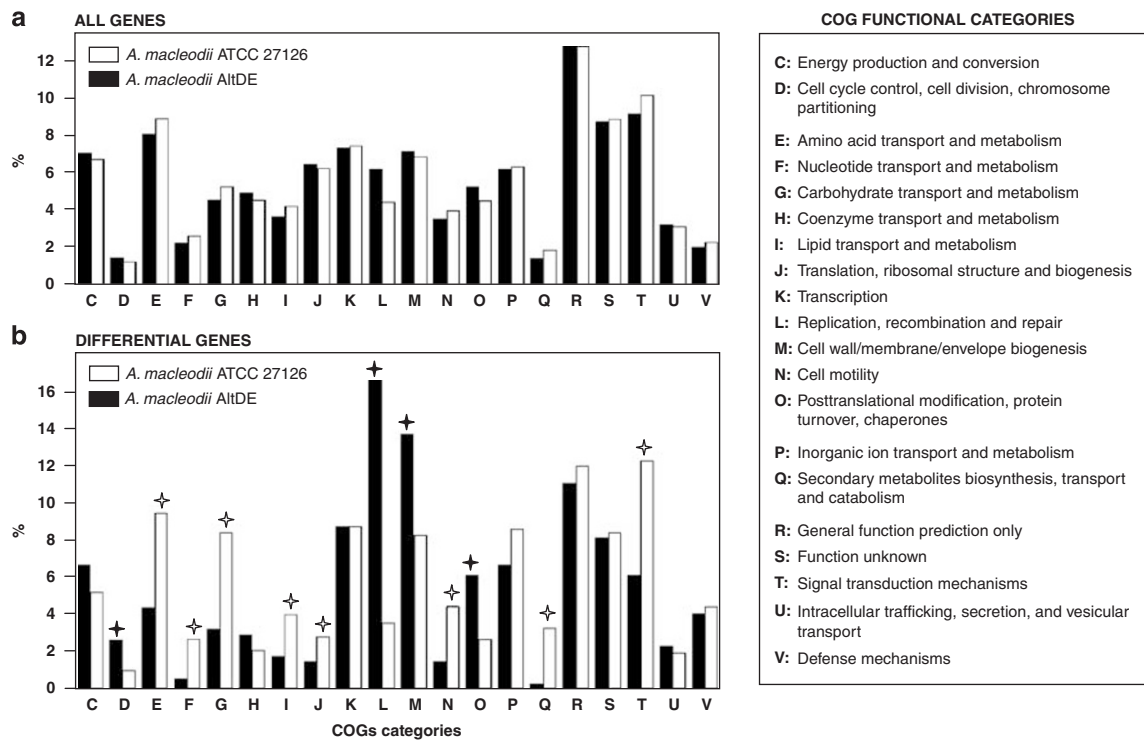 a
ALL GENES
A. macleodii ATCC 27126
A. macleodii AltDE
%
12
10
8
6
4
2
0
C D E F G H I J K L M N O P Q R S T U V
b
DIFFERENTIAL GENES
A. macleodii ATCC 27126
A. macleodii AltDE
%
16
14
12
10
8
6
4
2
0
C D E F G H I J K L M N O P Q R S T U V
COGs categories
COG FUNCTIONAL CATEGORIES
C: Energy production and conversion
D: Cell cycle control, cell division, chromosome
partitioning
E: Amino acid transport and metabolism
F: Nucleotide transport and metabolism
G: Carbohydrate transport and metabolism
H: Coenzyme transport and metabolism
I: Lipid transport and metabolism
J: Translation, ribosomal structure and biogenesis
K: Transcription
L: Replication, recombination and repair
M: Cell wall/membrane/envelope biogenesis
N: Cell motility
O: Posttranslational modification, protein
turnover, chaperones
P: Inorganic ion transport and metabolism
Q: Secondary metabolites biosynthesis, transport
and catabolism
R: General function prediction only
S: Function unknown
T: Signal transduction mechanisms
U: Intracellular trafficking, secretion, and vesicular
transport
V: Defense mechanisms